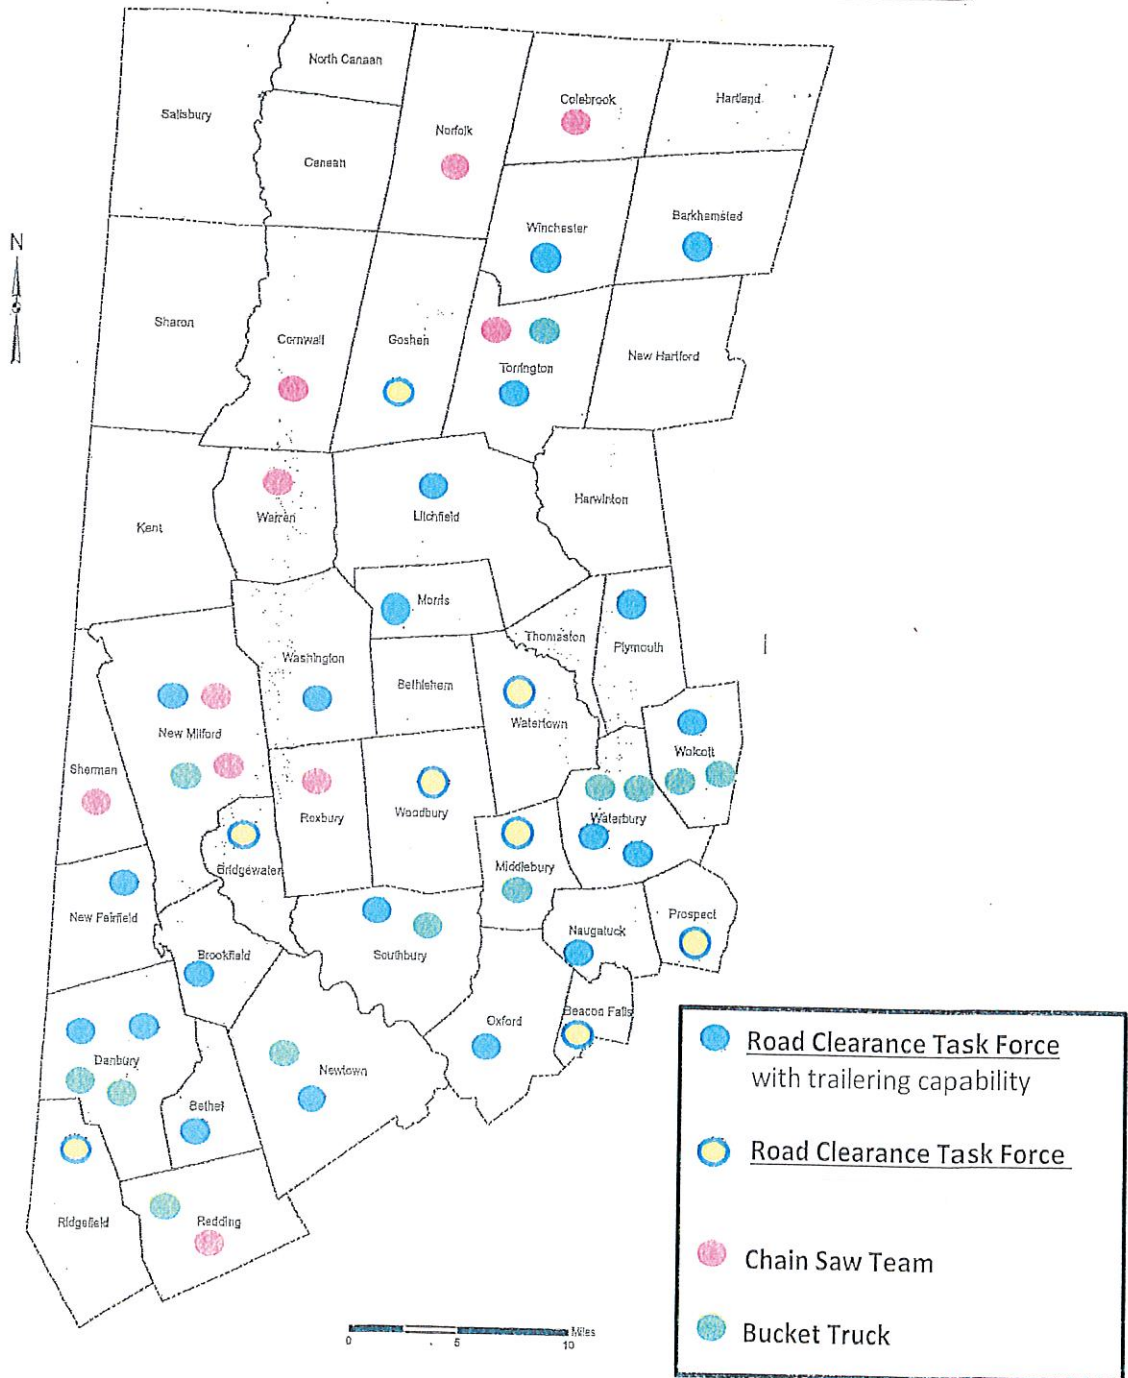 North Canaan
Salisbury
Colebrook
Hartland
Norfolk
Canaan
Winchester
Barkhamsted
N
Sharon
Cornwall
Goshen
Torrington
New Hartford
Kent
Warren
Litchfield
Harwinton
Morris
Thomaston
Plymouth
Washington
Bethlehem
Watertown
New Milford
Wolcott
Sherman
Roxbury
Woodbury
Waterbury
Bridgewater
Middlebury
New Fairfield
Prospect
Naugatuck
Brookfield
Southbury
Beacon Falls
Oxford
Danbury
Newtown
Bethel
Ridgefield
Redding
Road Clearance Task Force
with trailering capability
Road Clearance Task Force
Chain Saw Team
Bucket Truck
Miles
0 5 10